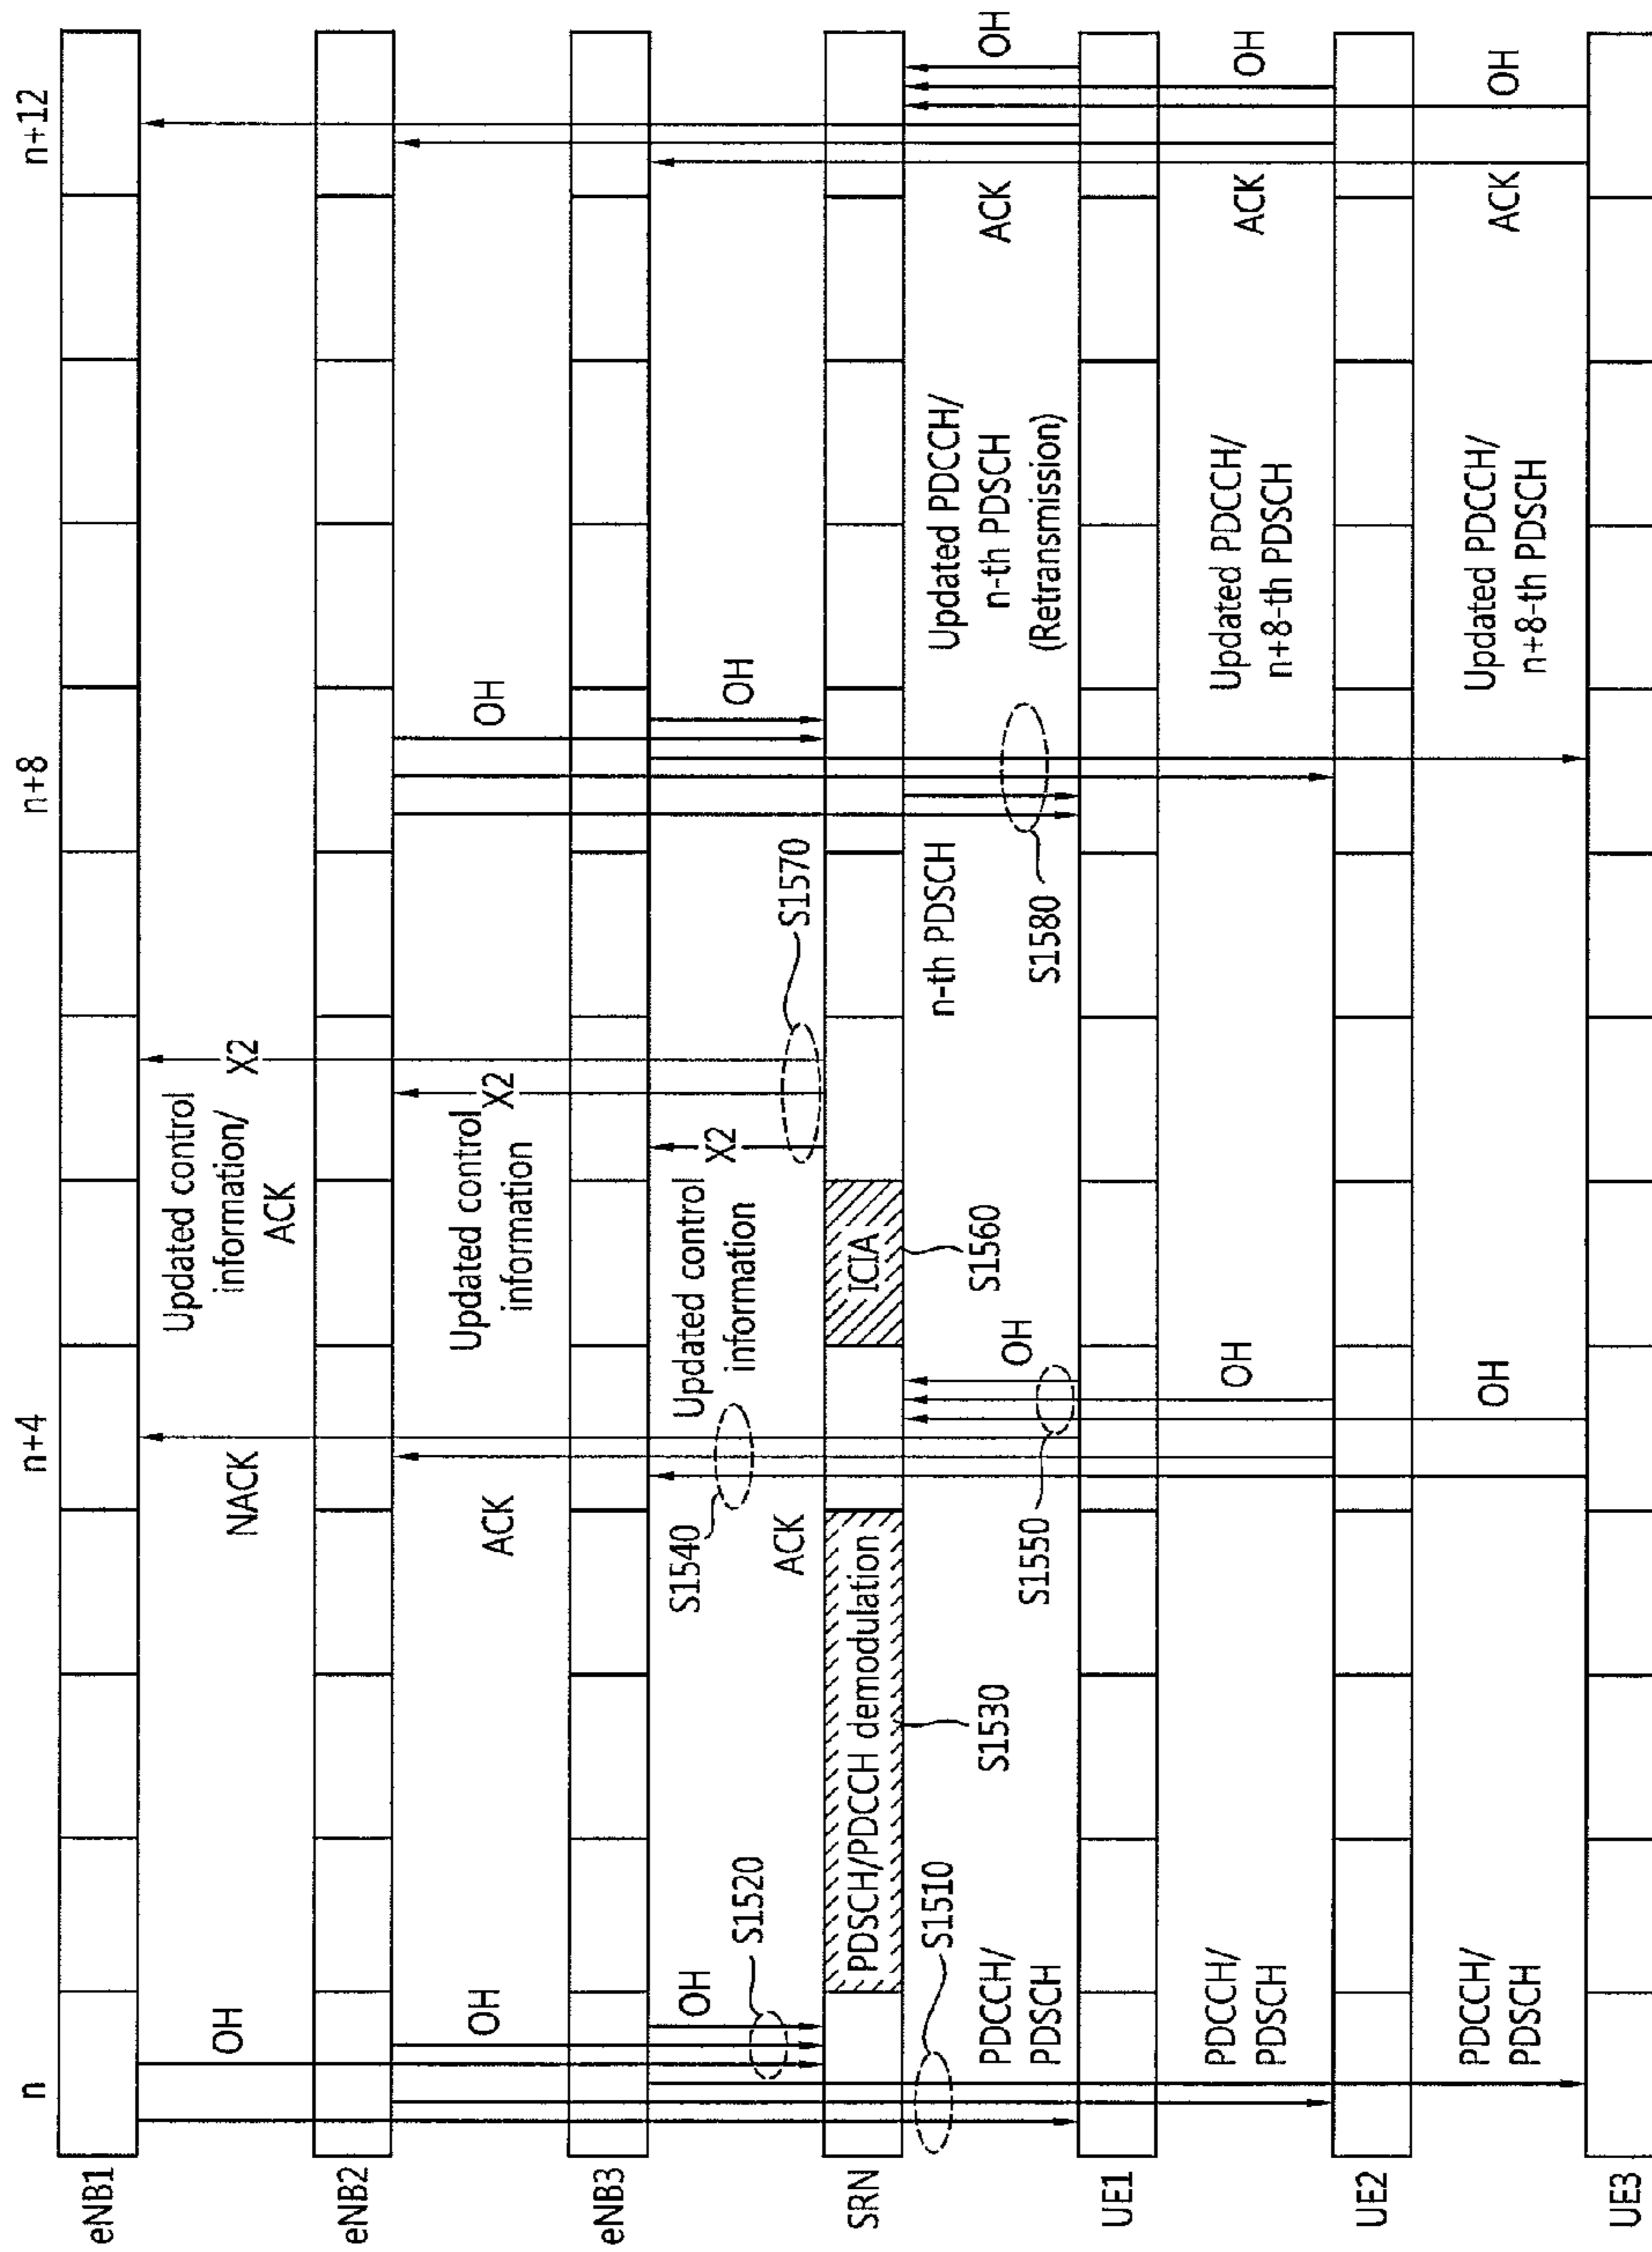 n
n+4
n+8
n+12
eNB1
OH
NACK
Updated control
information/
ACK
X2
eNB2
OH
ACK
Updated control
information
X2
OH
eNB3
OH
S1520
S1540
ACK
Updated control
information
X2
S1570
OH
SRN
PDSCH/PDCCH demodulation
ICIA
S1510
PDCCH/
PDSCH
S1530
S1550
OH
S1560
n-th PDSCH
S1580
Updated PDCCH/
n-th PDSCH
(Retransmission)
ACK
OH
UE1
PDCCH/
PDSCH
OH
Updated PDCCH/
n+8-th PDSCH
ACK
OH
UE2
PDCCH/
PDSCH
OH
Updated PDCCH/
n+8-th PDSCH
ACK
OH
UE3